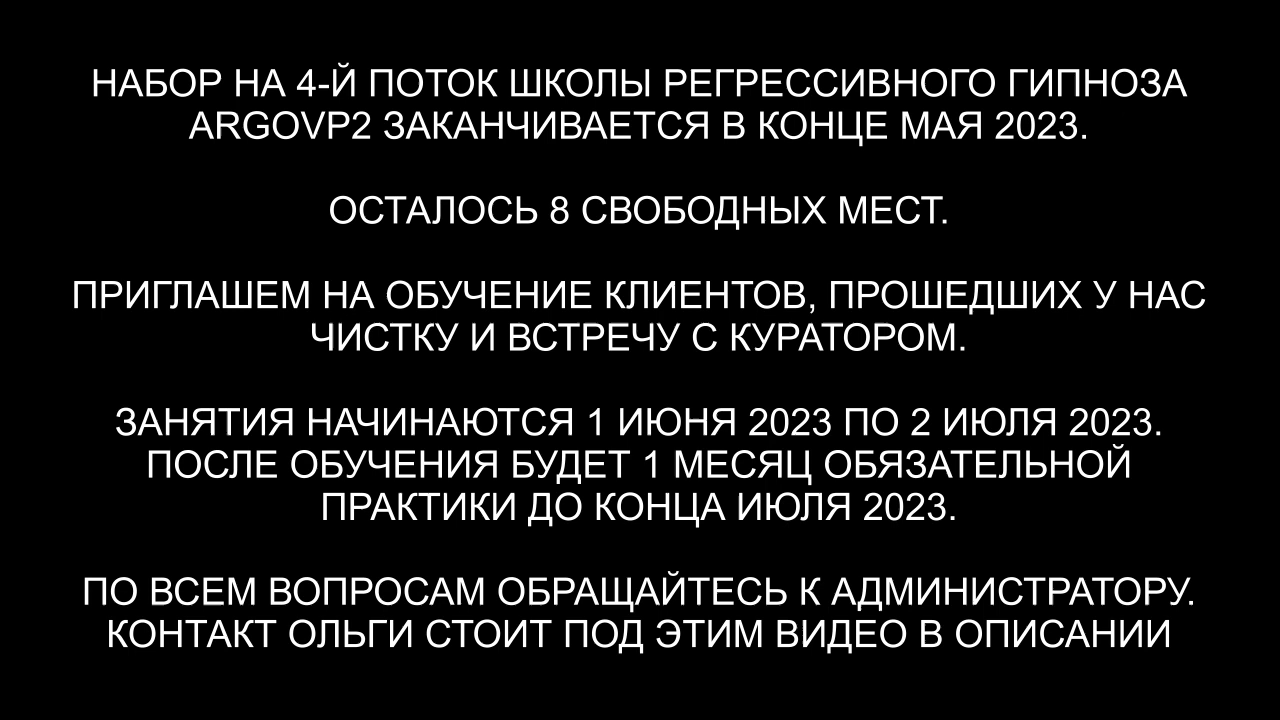 НАБОР НА 4-Й ПОТОК ШКОЛЫ РЕГРЕССИВНОГО ГИПНОЗА
ARGOVP2 ЗАКАНЧИВАЕТСЯ В КОНЦЕ МАЯ 2023.
ОСТАЛОСЬ 8 СВОБОДНЫХ МЕСТ.
ПРИГЛАШЕМ НА ОБУЧЕНИЕ КЛИЕНТОВ, ПРОШЕДШИХ У НАС
ЧИСТКУ И ВСТРЕЧУ С КУРАТОРОМ.
ЗАНЯТИЯ НАЧИНАЮТСЯ 1 ИЮНЯ 2023 ПО 2 ИЮЛЯ 2023.
ПОСЛЕ ОБУЧЕНИЯ БУДЕТ 1 МЕСЯЦ ОБЯЗАТЕЛЬНОЙ
ПРАКТИКИ ДО КОНЦА ИЮЛЯ 2023.
ПО ВСЕМ ВОПРОСАМ ОБРАЩАЙТЕСЬ К АДМИНИСТРАТОРУ.
КОНТАКТ ОЛЬГИ СТОИТ ПОД ЭТИМ ВИДЕО В ОПИСАНИИ